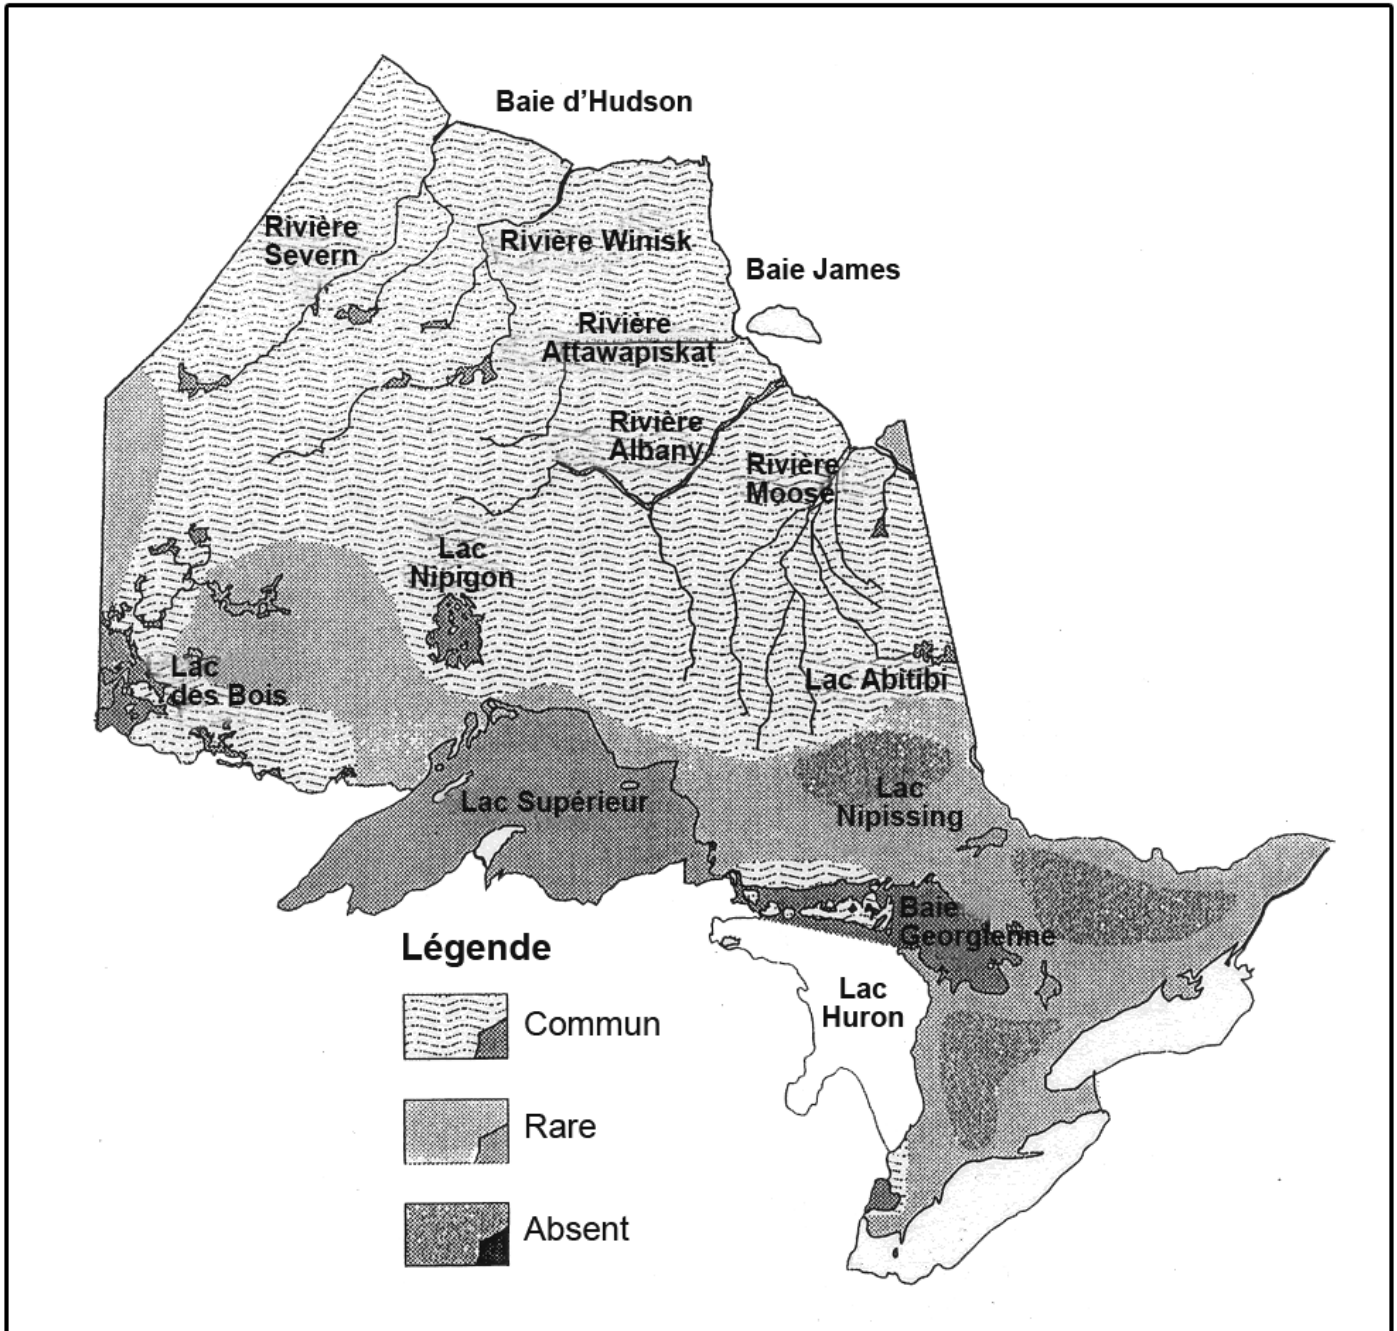 Baie d’Hudson
Rivière
Severn
Rivière Winisk
Baie James
Rivière
Attawapiskat
Rivière
Albany
Rivière
Moose
Lac
Nipigon
Lac
des Bois
Lac Abitibi
Lac Supérieur
Lac
Nipissing
Baie
Georgienne
Lac
Huron
Légende
Commun
Rare
Absent